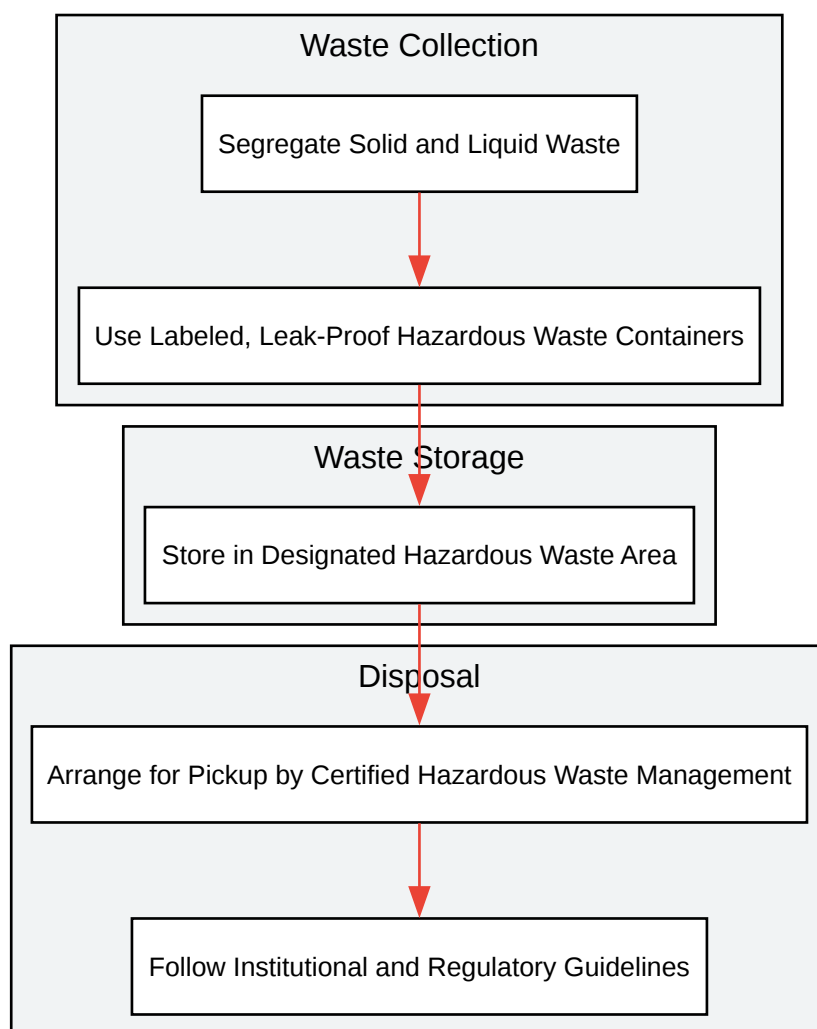 Waste Collection
Segregate Solid and Liquid Waste
Use Labeled, Leak-Proof Hazardous Waste Containers
Waste Storage
Store in Designated Hazardous Waste Area
Disposal
Arrange for Pickup by Certified Hazardous Waste Management
Follow Institutional and Regulatory Guidelines